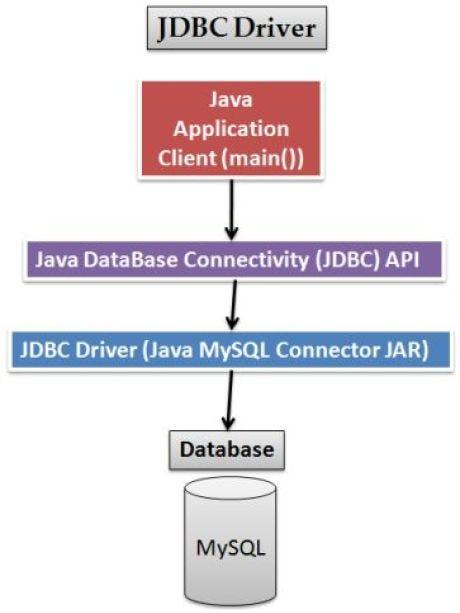 JDBC Driver
Java
Application
Client (main())
Java DataBase Connectivity (JDBC) API
JDBC Driver (Java MySQL Connector JAR)
Database
MySQL